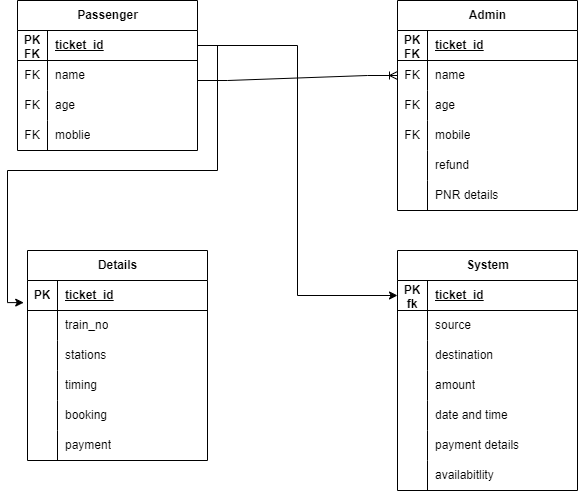 Passenger
PK
FK
ticket_id
FK name
FK age
FK moblie
Admin
PK
FK
ticket_id
FK name
FK age
FK mobile
refund
PNR details
Details
PK ticket_id
train_no
stations
timing
booking
payment
System
PK
fk
ticket_id
source
destination
amount
date and time
payment details
availabitlity